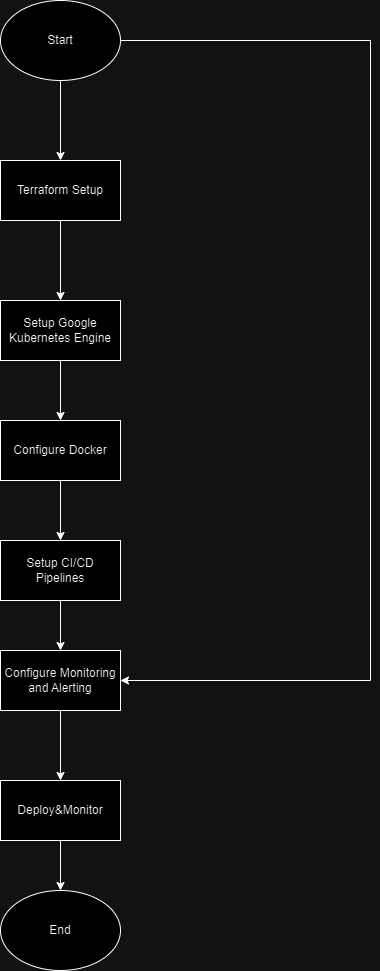 Start
Terraform Setup
Setup Google
Kubernetes Engine
Configure Docker
Setup CI/CD
Pipelines
Configure Monitoring
and Alerting
Deploy&Monitor
End